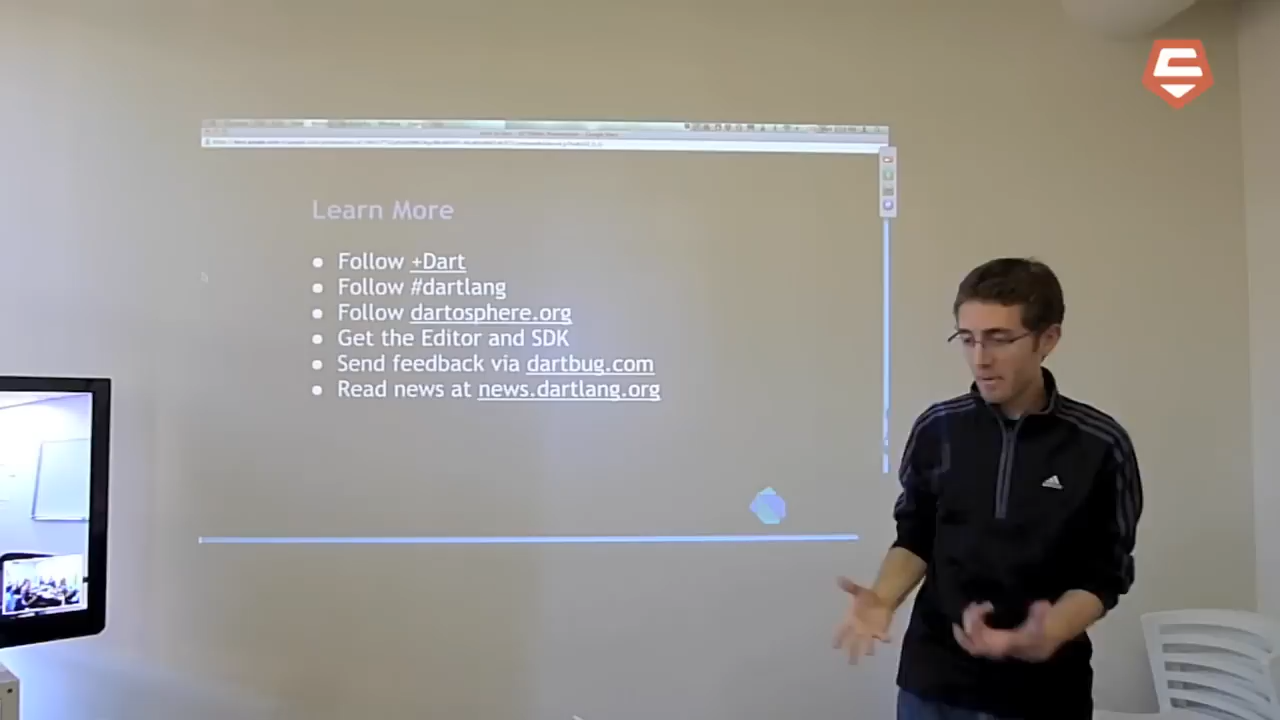 Learn More
Follow +Dart
Follow #dartlang
Follow dartosphere.org
Get the Editor and SDK
Send feedback via dartbug.com
Read news at news.dartlang.org